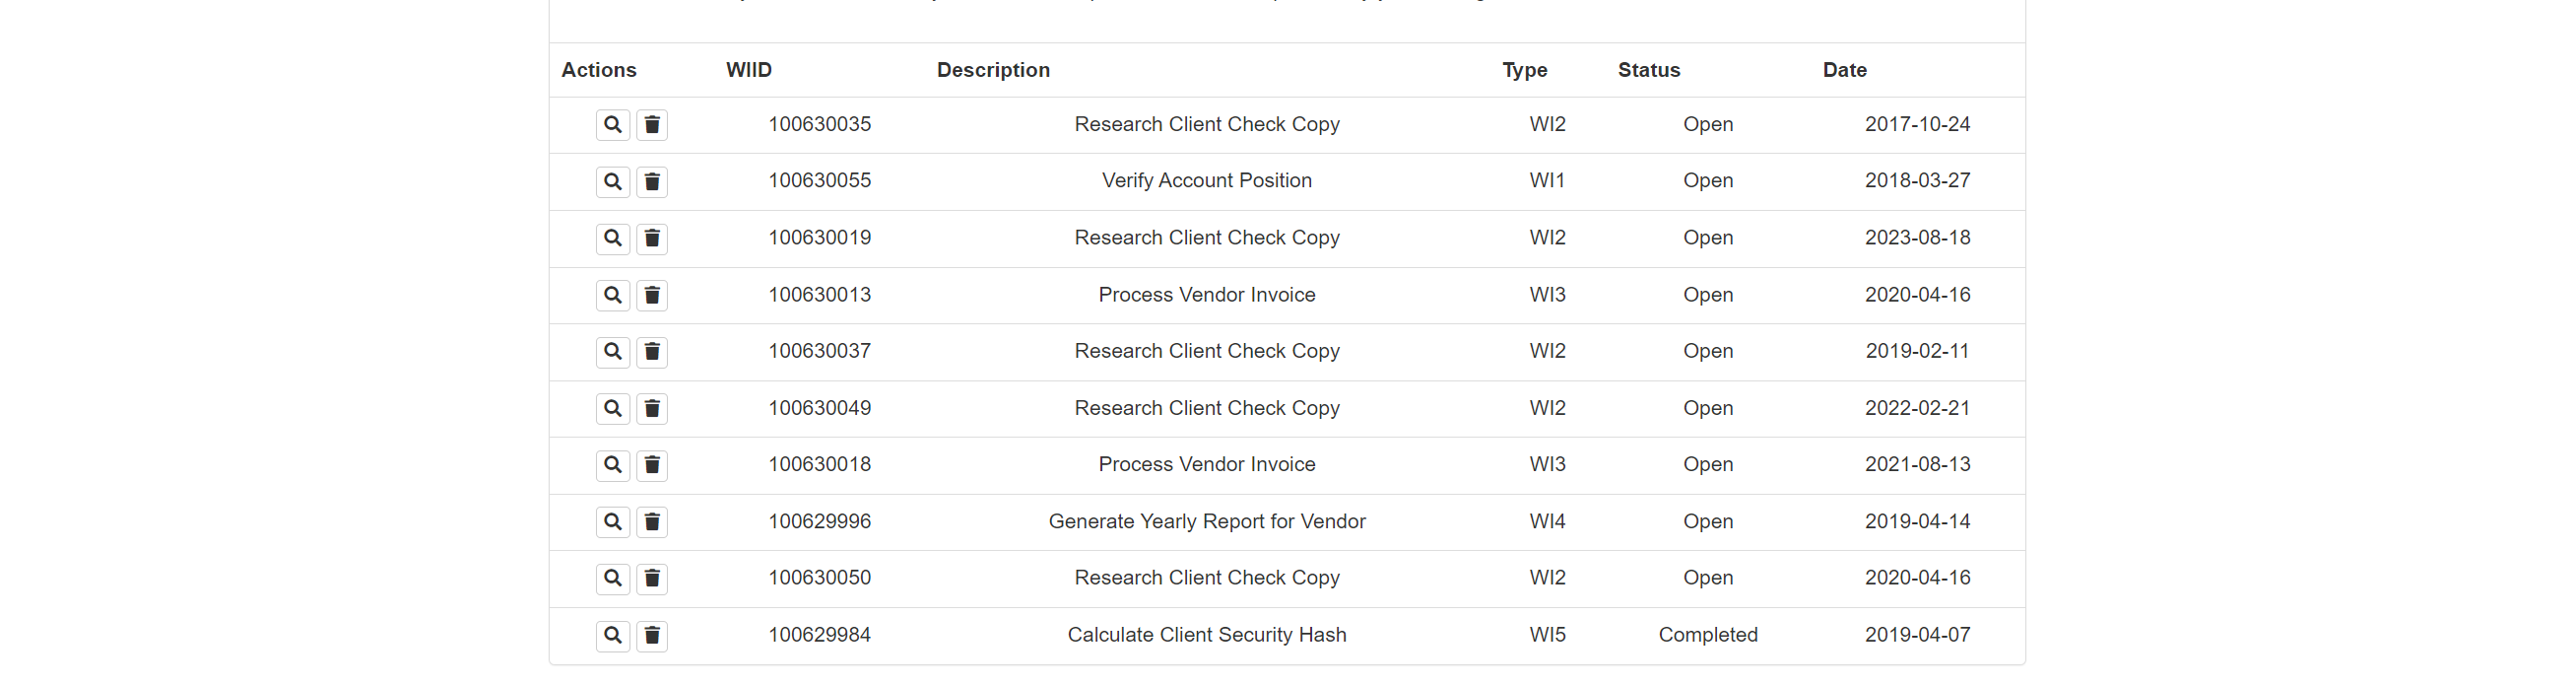 Actions WIID Description Type Status Date
100630035 Research Client Check Copy WI2 Open 2017-10-24
100630055 Verify Account Position WI1 Open 2018-03-27
100630019 Research Client Check Copy WI2 Open 2023-08-18
100630013 Process Vendor Invoice WI3 Open 2020-04-16
100630037 Research Client Check Copy WI2 Open 2019-02-11
100630049 Research Client Check Copy WI2 Open 2022-02-21
100630018 Process Vendor Invoice WI3 Open 2021-08-13
100629996 Generate Yearly Report for Vendor WI4 Open 2019-04-14
100630050 Research Client Check Copy WI2 Open 2020-04-16
100629984 Calculate Client Security Hash WI5 Completed 2019-04-07